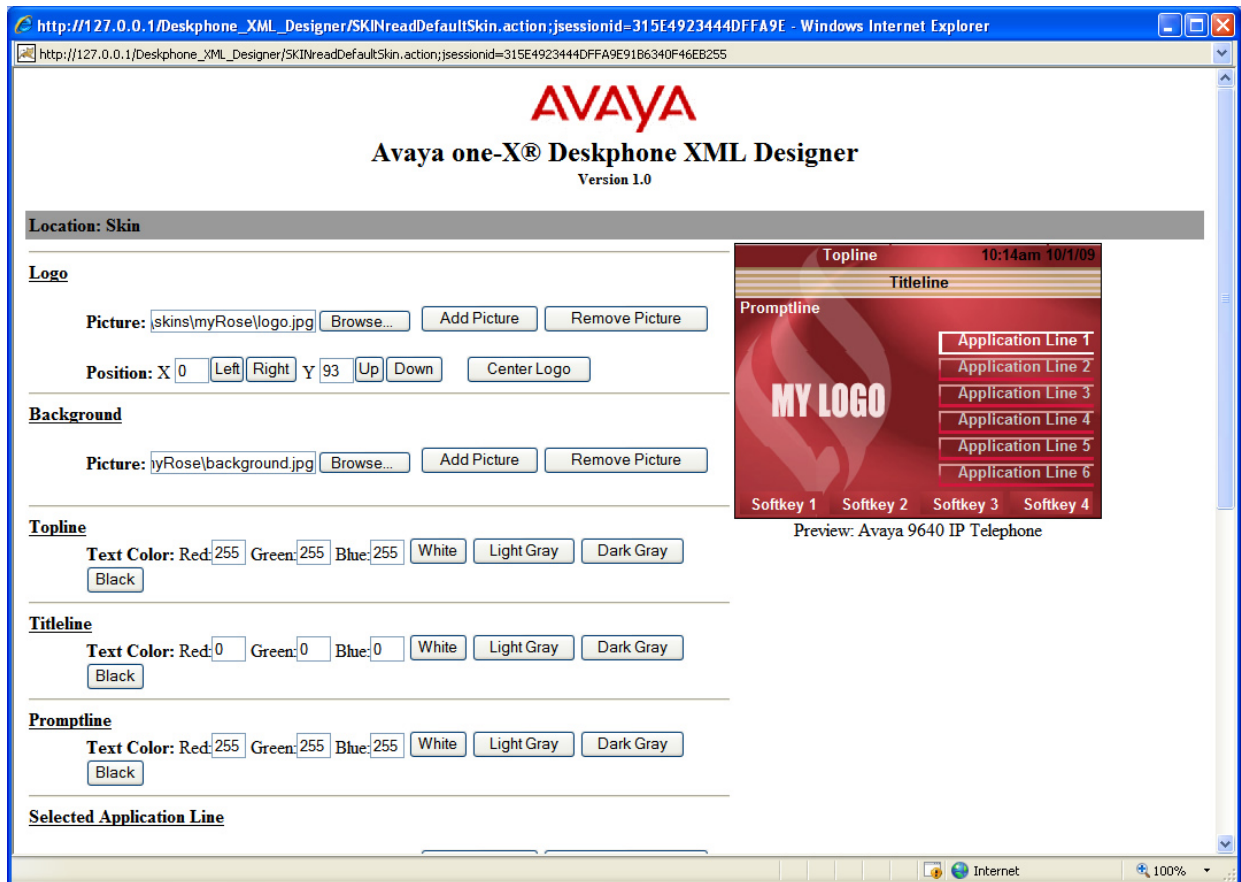 http://127.0.0.1/Deskphone_XML_Designer/SKINreadDefaultSkin.action;jsessionid=315E4923444DFFA9E - Windows Internet Explorer
http://127.0.0.1/Deskphone_XML_Designer/SKINreadDefaultSkin.action;jsessionid=315E4923444DFFA9E91B6340F46EB255
AVAYA
Avaya one-X® Deskphone XML Designer
Version 1.0
Location: Skin
Logo
Picture: \skins\myRose\logo.jpg Browse... Add Picture Remove Picture
Position: X 0 Left Right Y 93 Up Down Center Logo
Background
Picture: yRose\background.jpg Browse... Add Picture Remove Picture
Topline
Text Color: Red: 255 Green: 255 Blue: 255 White Light Gray Dark Gray
Black
Titleline
Text Color: Red: 0 Green: 0 Blue: 0 White Light Gray Dark Gray
Black
Promptline
Text Color: Red: 255 Green: 255 Blue: 255 White Light Gray Dark Gray
Black
Selected Application Line
Topline 10:14am 10/1/09
Titleline
Promptline
Application Line 1
Application Line 2
Application Line 3
Application Line 4
Application Line 5
Application Line 6
MY LOGO
Softkey 1 Softkey 2 Softkey 3 Softkey 4
Preview: Avaya 9640 IP Telephone
Internet 100%